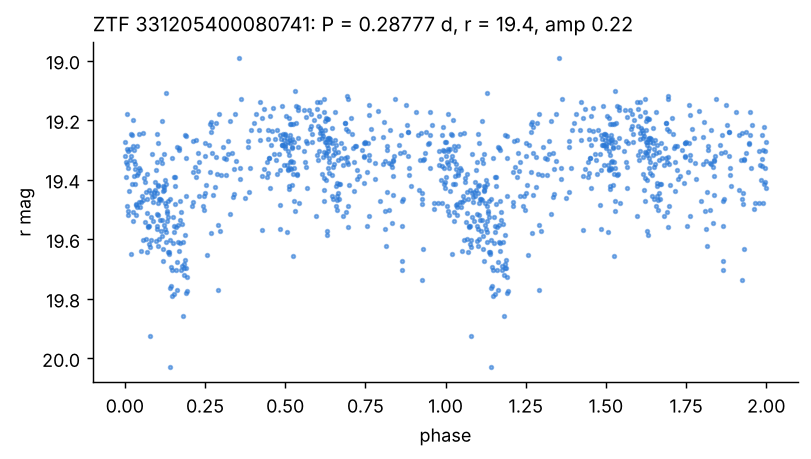 ZTF 331205400080741: P = 0.28777 d, r = 19.4, amp 0.22
19.0
19.2
19.4
19.6
19.8
20.0
r mag
0.00 0.25 0.50 0.75 1.00 1.25 1.50 1.75 2.00
phase